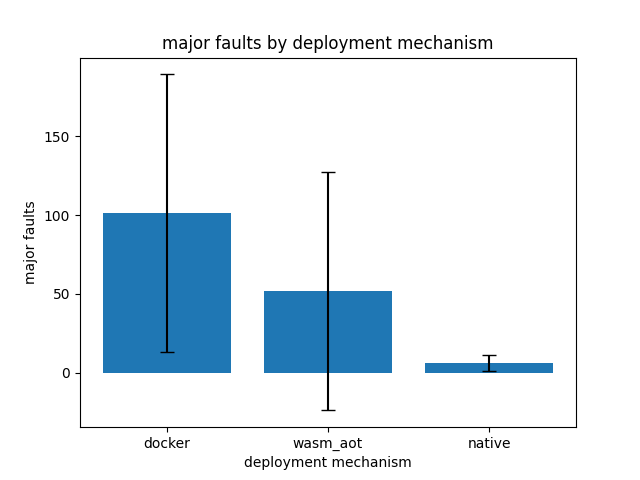 major faults by deployment mechanism
major faults
150
100
50
0
docker
wasm_aot
native
deployment mechanism